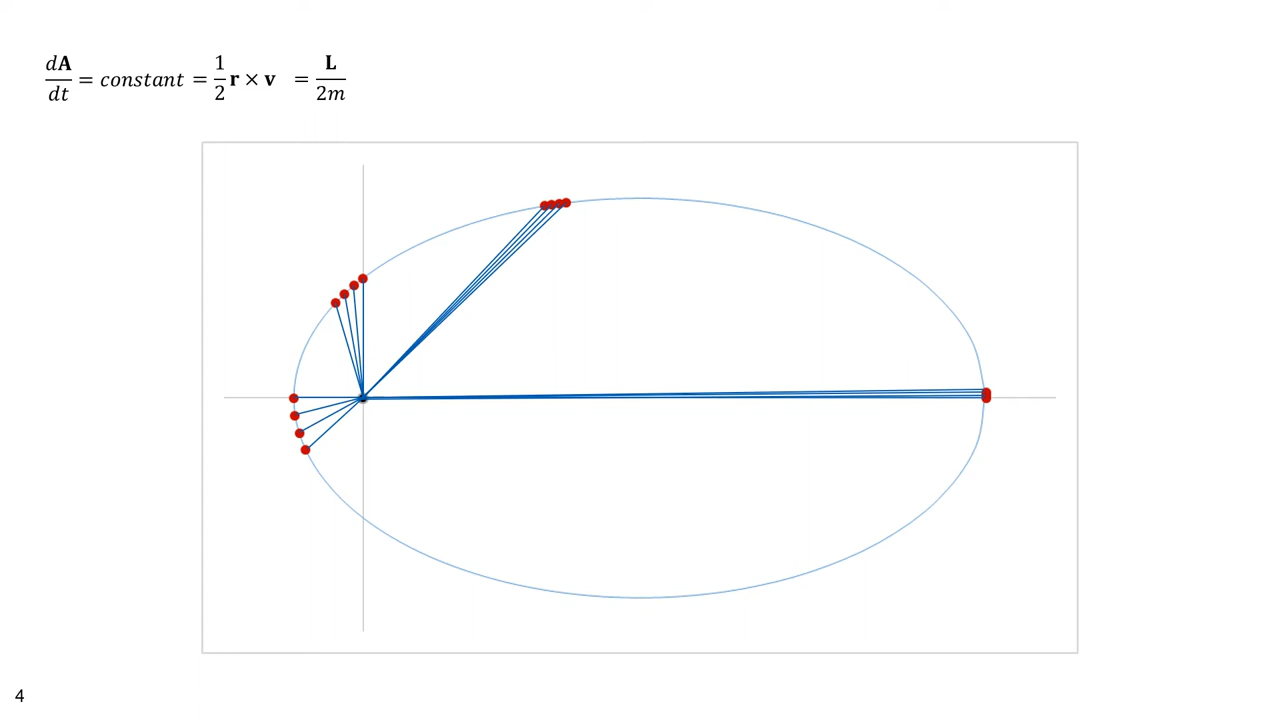 d𝐀/dt = constant = 1/2 𝐫 × 𝐯 = 𝐋/2m
4